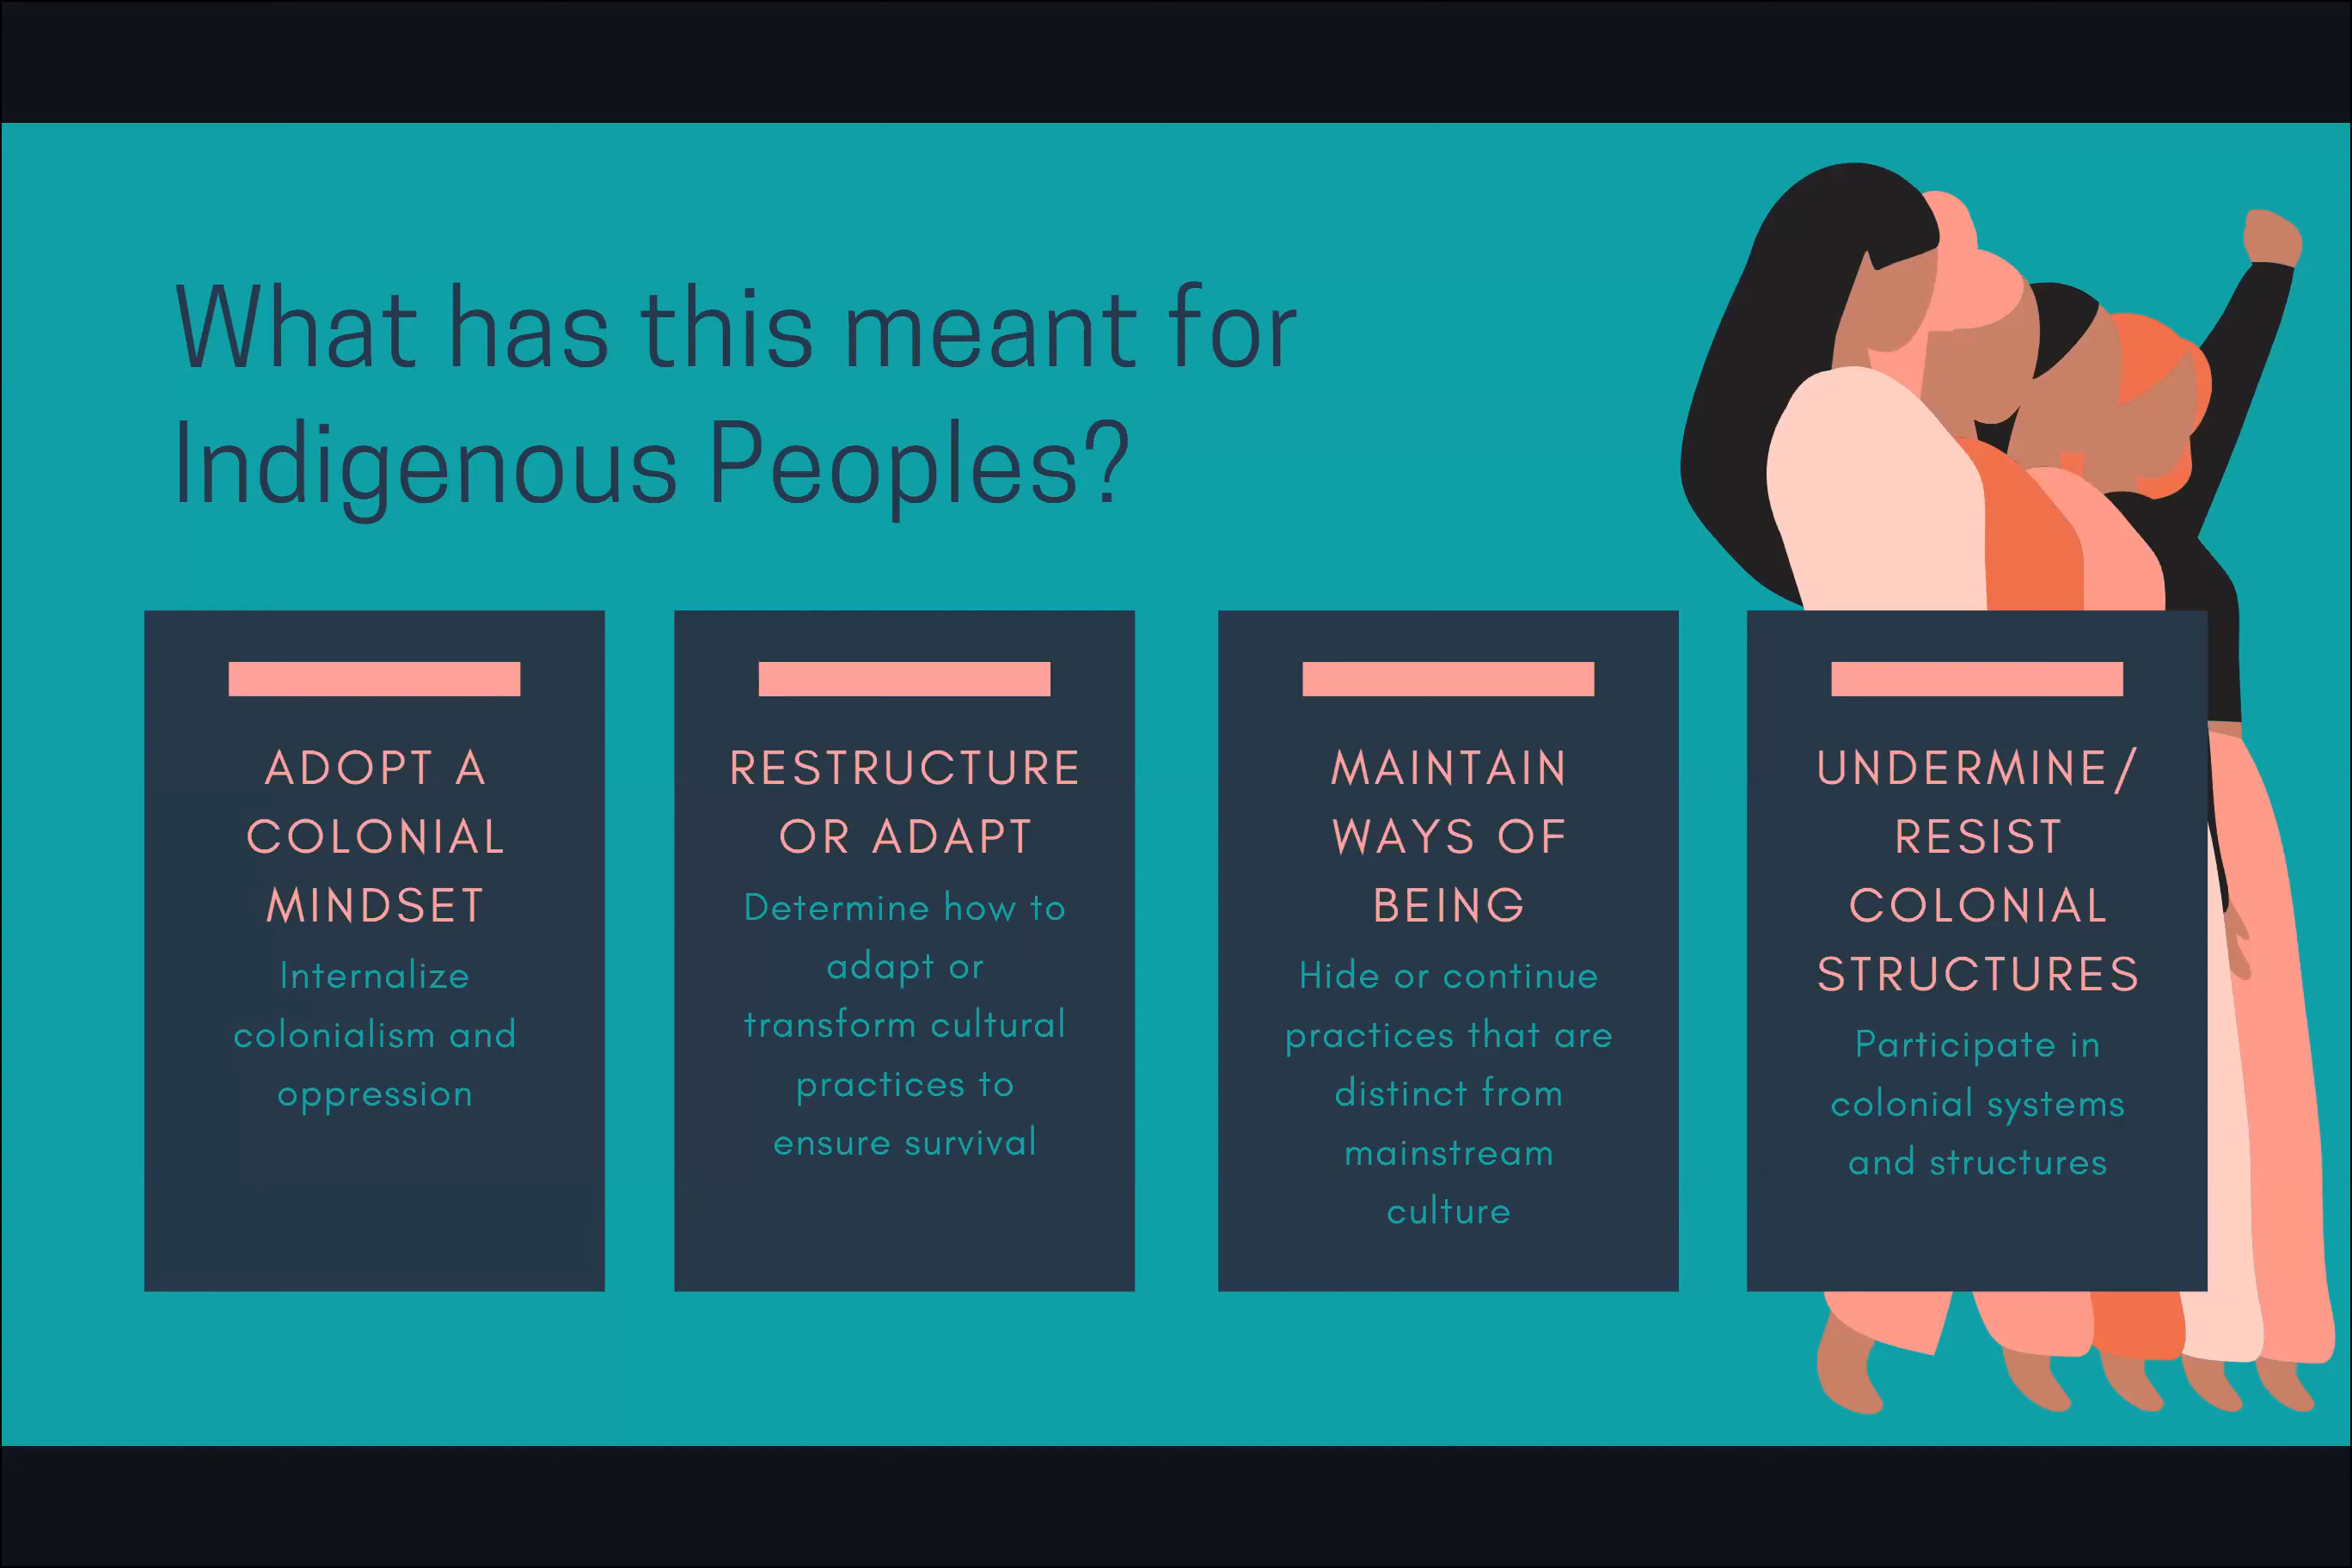 What has this meant for
Indigenous Peoples?
ADOPT A
COLONIAL
MINDSET
Internalize
colonialism and
oppression
RESTRUCTURE
OR ADAPT
Determine how to
adapt or
transform cultural
practices to
ensure survival
MAINTAIN
WAYS OF
BEING
Hide or continue
practices that are
distinct from
mainstream
culture
UNDERMINE/
RESIST
COLONIAL
STRUCTURES
Participate in
colonial systems
and structures